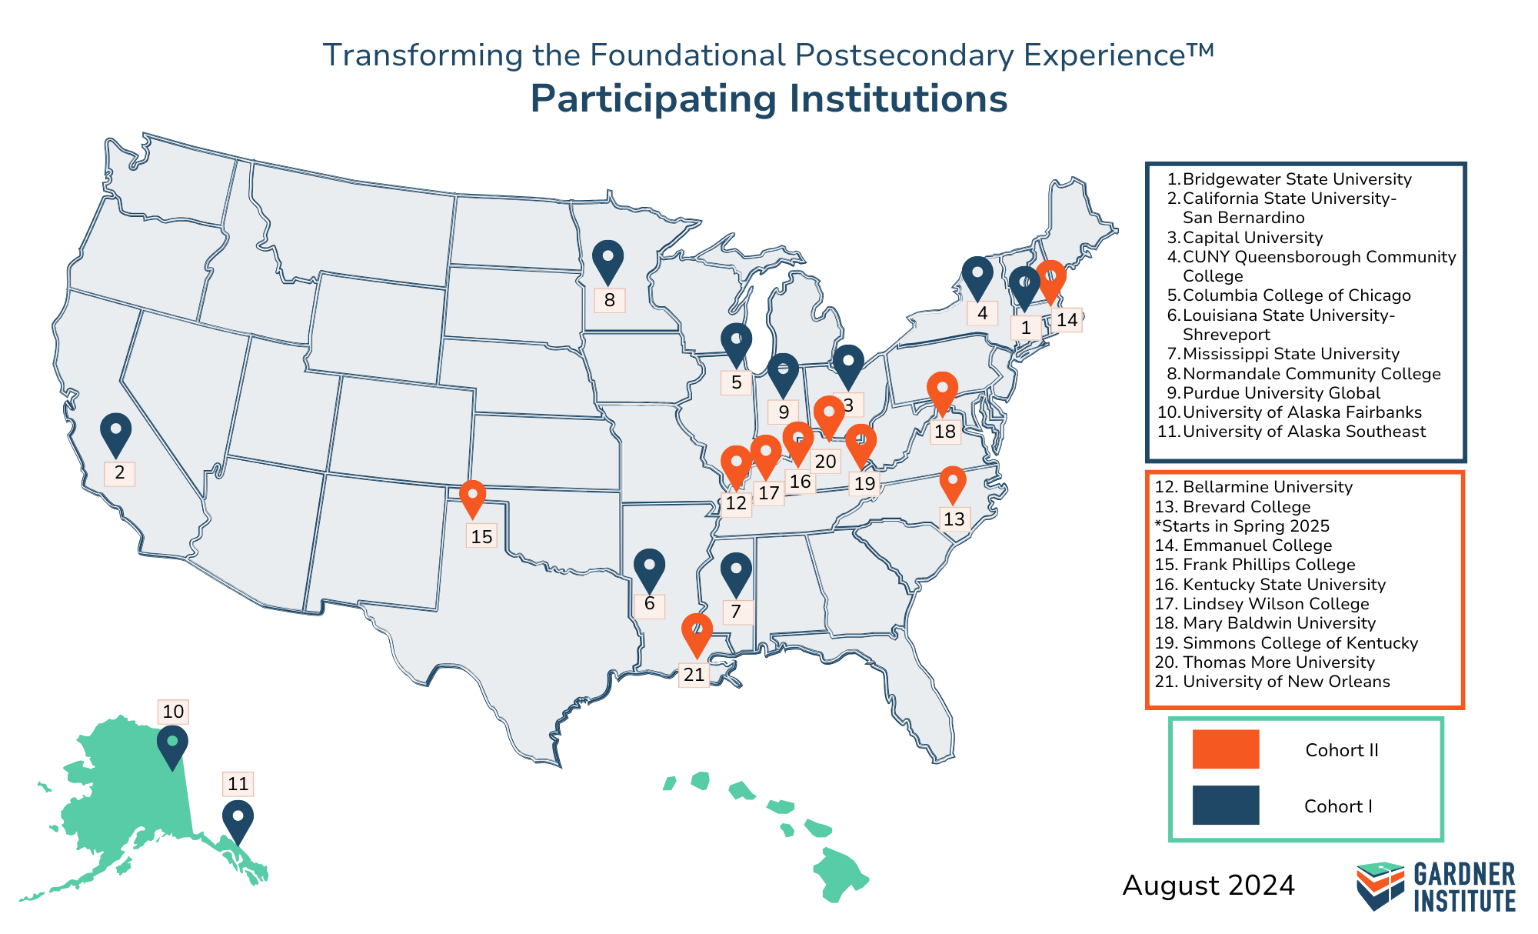 Transforming the Foundational Postsecondary Experience™
Participating Institutions
1. Bridgewater State University
2. California State University-
San Bernardino
3. Capital University
4. CUNY Queensborough Community
College
5. Columbia College of Chicago
6. Louisiana State University-
Shreveport
7. Mississippi State University
8. Normandale Community College
9. Purdue University Global
10. University of Alaska Fairbanks
11. University of Alaska Southeast
12. Bellarmine University
13. Brevard College
*Starts in Spring 2025
14. Emmanuel College
15. Frank Phillips College
16. Kentucky State University
17. Lindsey Wilson College
18. Mary Baldwin University
19. Simmons College of Kentucky
20. Thomas More University
21. University of New Orleans
Cohort II
Cohort I
8
4
1
14
5
9
3
18
2
20
16
19
17
12
13
15
6
7
21
10
11
August 2024
GARDNER
INSTITUTE